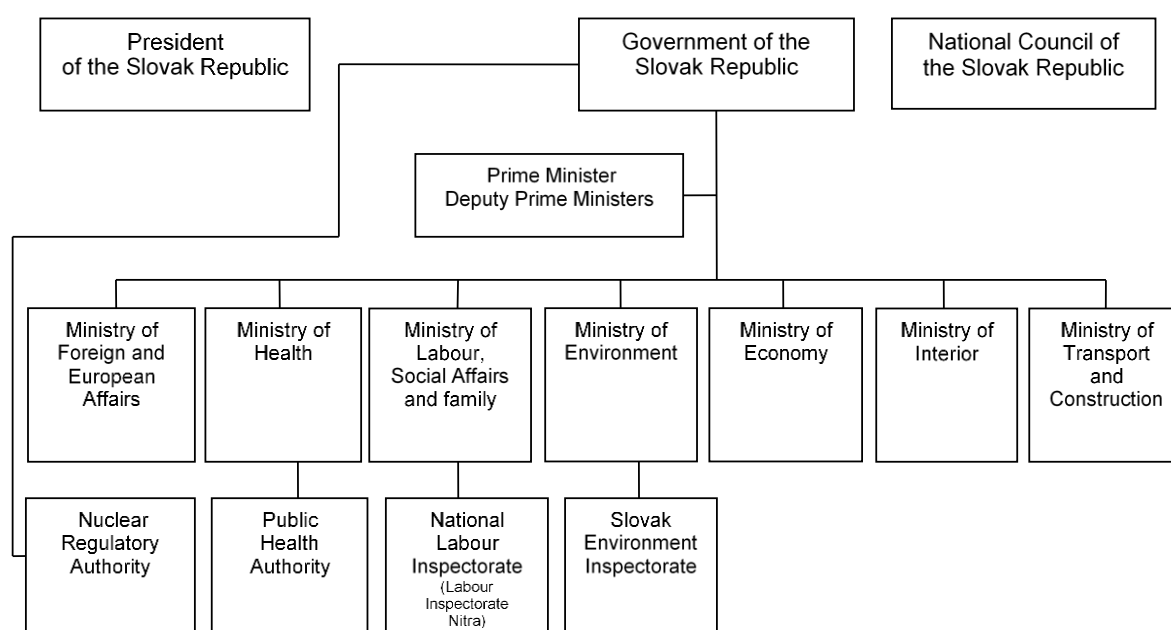 President
of the Slovak Republic
Government of the
Slovak Republic
National Council of
the Slovak Republic
Prime Minister
Deputy Prime Ministers
Ministry of
Foreign and
European
Affairs
Ministry of
Health
Ministry of
Labour,
Social Affairs
and family
Ministry of
Environment
Ministry of
Economy
Ministry of
Interior
Ministry of
Transport
and
Construction
Nuclear
Regulatory
Authority
Public
Health
Authority
National
Labour
Inspectorate
(Labour
Inspectorate
Nitra)
Slovak
Environment
Inspectorate